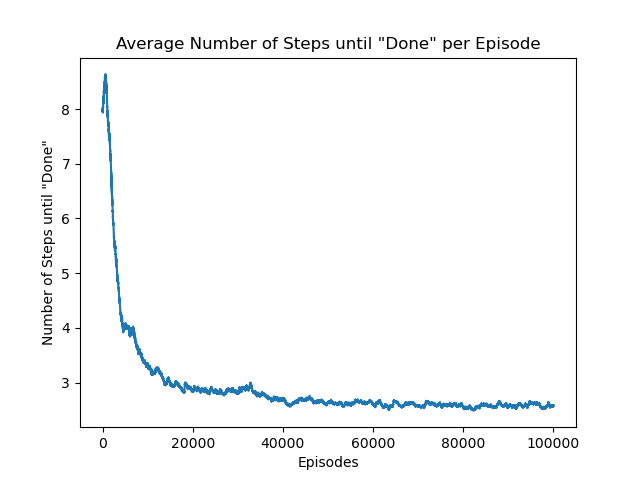 Average Number of Steps until "Done" per Episode
Number of Steps until "Done"
8
7
6
5
4
3
0 20000 40000 60000 80000 100000
Episodes